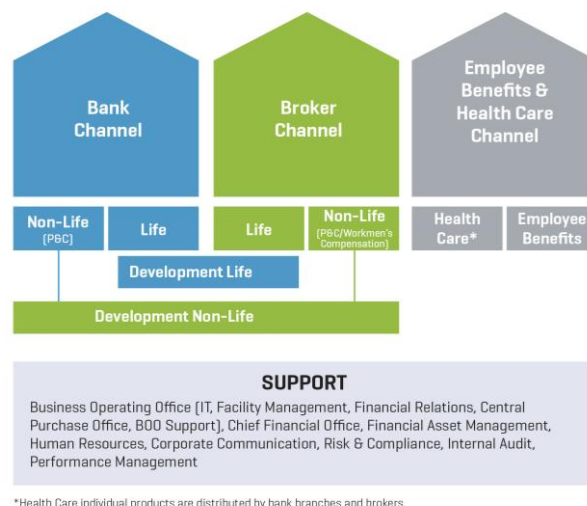 Bank
Channel
Broker
Channel
Employee
Benefits &
Health Care
Channel
Non-Life
(P&C)
Life
Life
Non-Life
(P&C/Workmen's
Compensation)
Health
Care*
Employee
Benefits
Development Life
Development Non-Life
SUPPORT
Business Operating Office (IT, Facility Management, Financial Relations, Central
Purchase Office, BOO Support), Chief Financial Office, Financial Asset Management,
Human Resources, Corporate Communication, Risk & Compliance, Internal Audit,
Performance Management
*Health Care individual products are distributed by bank branches and brokers